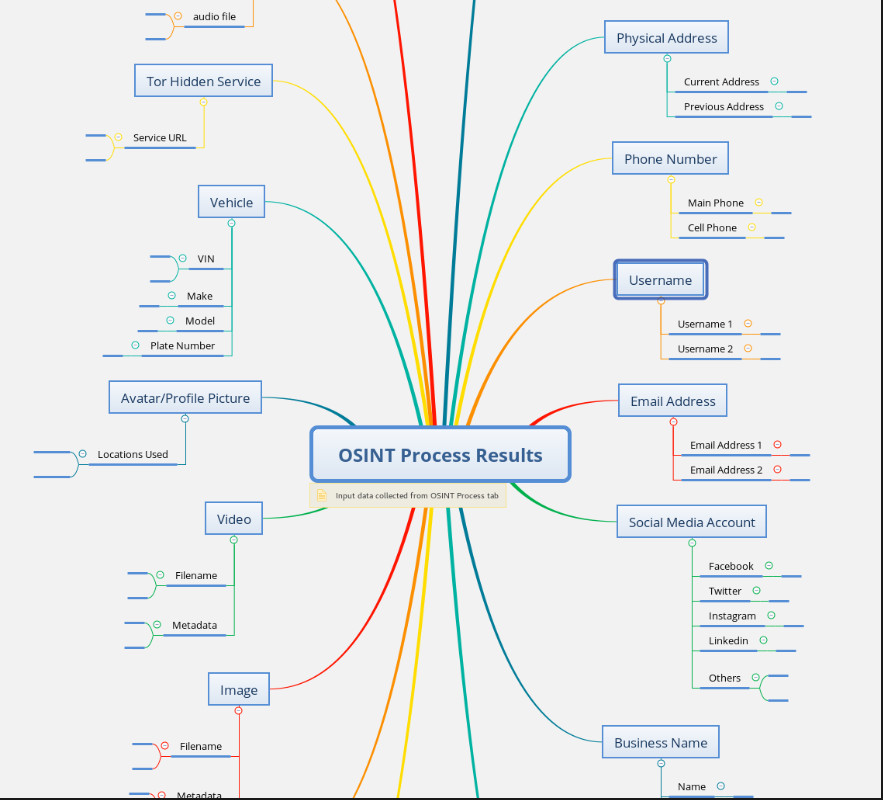 audio file
Tor Hidden Service
Service URL
Vehicle
VIN
Make
Model
Plate Number
Avatar/Profile Picture
Locations Used
Video
Filename
Metadata
Image
Filename
Metadata
OSINT Process Results
Input data collected from OSINT Process tab
Physical Address
Current Address
Previous Address
Phone Number
Main Phone
Cell Phone
Username
Username 1
Username 2
Email Address
Email Address 1
Email Address 2
Social Media Account
Facebook
Twitter
Instagram
Linkedin
Others
Business Name
Name